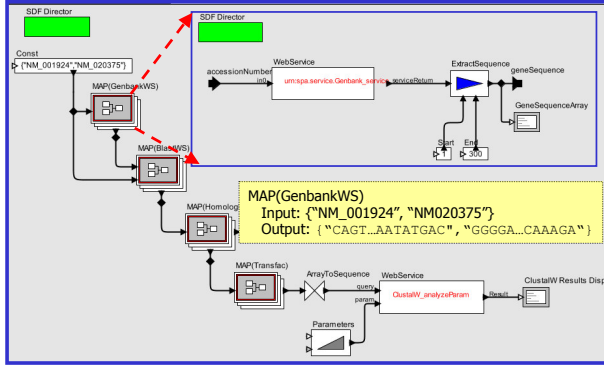 SDF Director
Const
{"NM_001924","NM_020375"}
MAP(GenbankWS)
MAP(BlastWS)
MAP(Homolog
MAP(Transfac)
ArrayToSequence
WebService
query
param
ClustalW_analyzeParam
Result
ClustalW Results Disp
Parameters
SDF Director
accessionNumber
in0
WebService
urn:spa.service.Genbank_service
serviceReturn
ExtractSequence
geneSequence
GeneSequenceArray
Start
1
End
300
MAP(GenbankWS)
Input: {“NM_001924”, “NM020375”}
Output: {“CAGT…AATATGAC",“GGGGA…CAAAGA“}